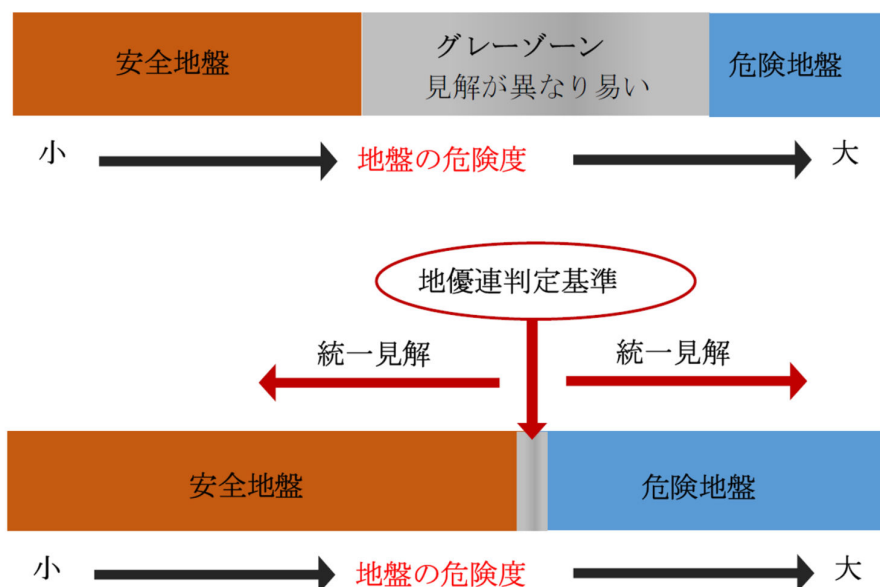 安全地盤
グレーゾーン
見解が異なり易い
危険地盤
小
地盤の危険度
大
地優連判定基準
統一見解
統一見解
安全地盤
危険地盤
小
地盤の危険度
大